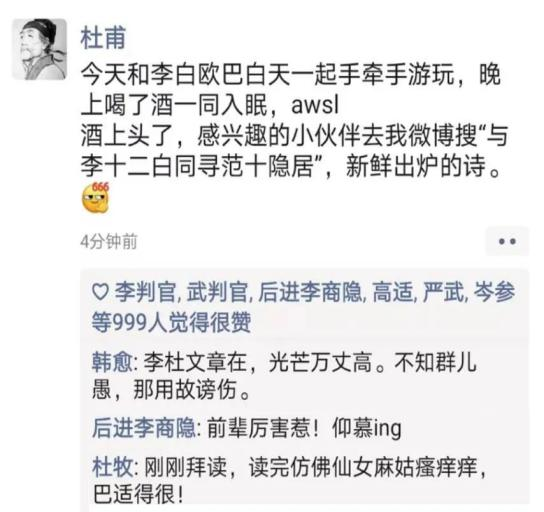 杜甫
今天和李白欧巴白天一起手牵手游玩，晚
上喝了酒一同入眠，awsl
酒上头了，感兴趣的小伙伴去我微博搜“与
李十二白同寻范十隐居”，新鲜出炉的诗。
666
4分钟前
李判官, 武判官, 后进李商隐, 高适, 严武, 岑参
等999人觉得很赞
韩愈: 李杜文章在，光芒万丈高。不知群儿
愚，那用故谤伤。
后进李商隐: 前辈厉害惹！仰慕ing
杜牧: 刚刚拜读，读完仿佛仙女麻姑瘙痒痒，
巴适得很！